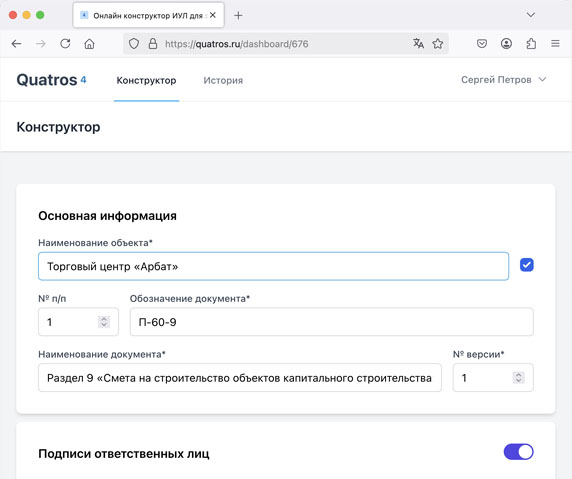 Онлайн конструктор ИУЛ для
https://quatros.ru/dashboard/676
Quatros 4
Конструктор
История
Сергей Петров
Конструктор
Основная информация
Наименование объекта*
Торговый центр «Арбат»
№ п/п
Обозначение документа*
1
П-60-9
Наименование документа*
№ версии*
Раздел 9 «Смета на строительство объектов капитального строительства
1
Подписи ответственных лиц